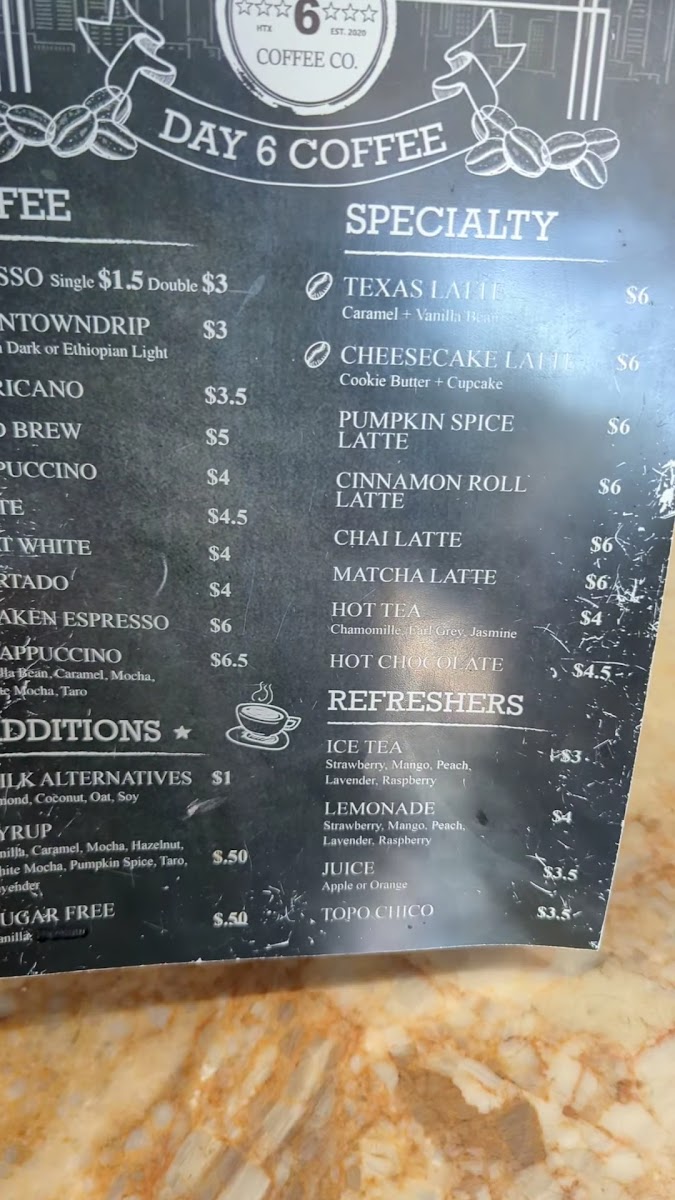 ☆☆☆ 6 ☆☆☆
HTX EST. 2020
COFFEE CO.
DAY 6 COFFEE
FEE
SSO Single $1.5 Double $3
NTOWNDRIP $3
Dark or Ethiopian Light
RICANO $3.5
D BREW $5
PUCCINO $4
TE $4.5
T WHITE $4
RTADO $4
AKEN ESPRESSO $6
APPUCCINO $6.5
lla Bean, Caramel, Mocha,
te Mocha, Taro
DDITIONS ★
ILK ALTERNATIVES $1
mond, Coconut, Oat, Soy
YRUP $.50
nilla, Caramel, Mocha, Hazelnut,
hite Mocha, Pumpkin Spice, Taro,
avender
UGAR FREE $.50
anilla
SPECIALTY
TEXAS LATTE $6
Caramel + Vanilla Bean
CHEESECAKE LATTE $6
Cookie Butter + Cupcake
PUMPKIN SPICE $6
LATTE
CINNAMON ROLL $6
LATTE
CHAI LATTE $6
MATCHA LATTE $6
HOT TEA $4
Chamomille, Earl Grey, Jasmine
HOT CHOCOLATE $4.5
REFRESHERS
ICE TEA $3
Strawberry, Mango, Peach,
Lavender, Raspberry
LEMONADE $4
Strawberry, Mango, Peach,
Lavender, Raspberry
JUICE $3.5
Apple or Orange
TOPO CHICO $3.5